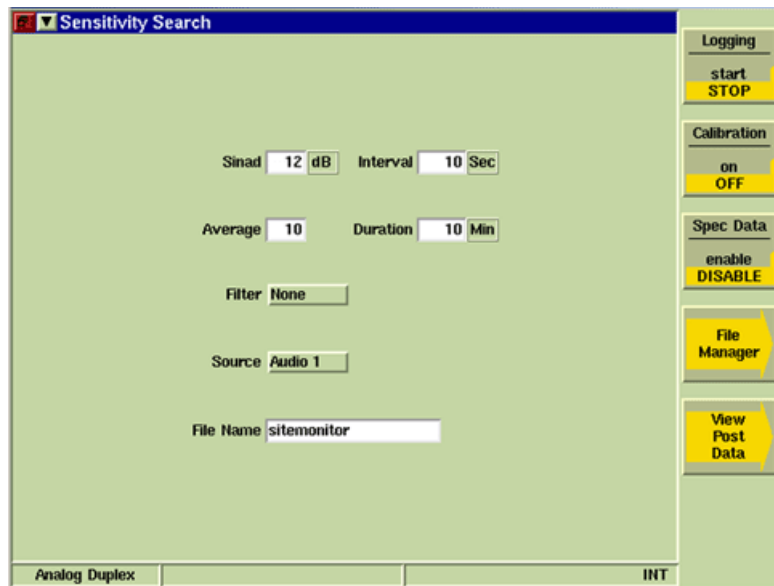 Sensitivity Search
Sinad 12 dB Interval 10 Sec
Average 10 Duration 10 Min
Filter None
Source Audio 1
File Name sitemonitor
Logging
start
STOP
Calibration
on
OFF
Spec Data
enable
DISABLE
File
Manager
View
Post
Data
Analog Duplex INT